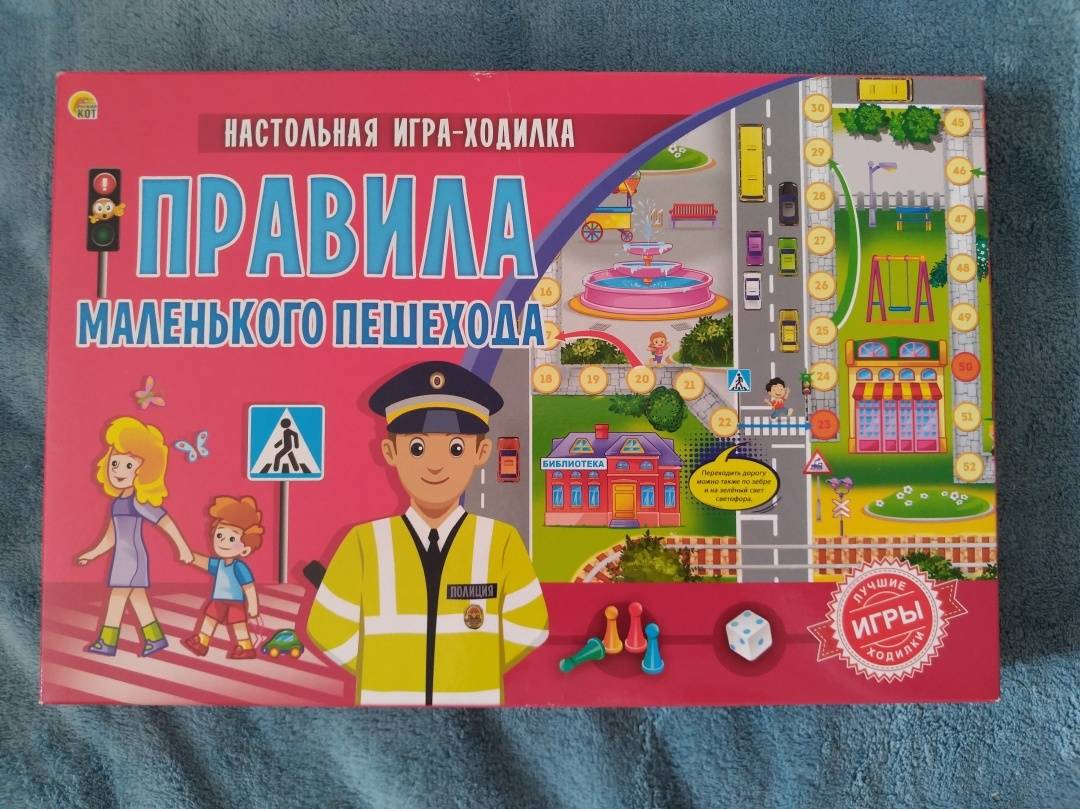 РЫЖИЙ
КОТ
НАСТОЛЬНАЯ ИГРА-ХОДИЛКА
ПРАВИЛА
МАЛЕНЬКОГО ПЕШЕХОДА
30
29
28
27
26
25
24
23
45
46
47
48
49
50
51
52
16
18
19
20
21
22
БИБЛИОТЕКА
Переходить дорогу
можно также по зебре
и на зелёный свет
светофора.
ПОЛИЦИЯ
ЛУЧШИЕ
ИГРЫ
ХОДИЛКИ